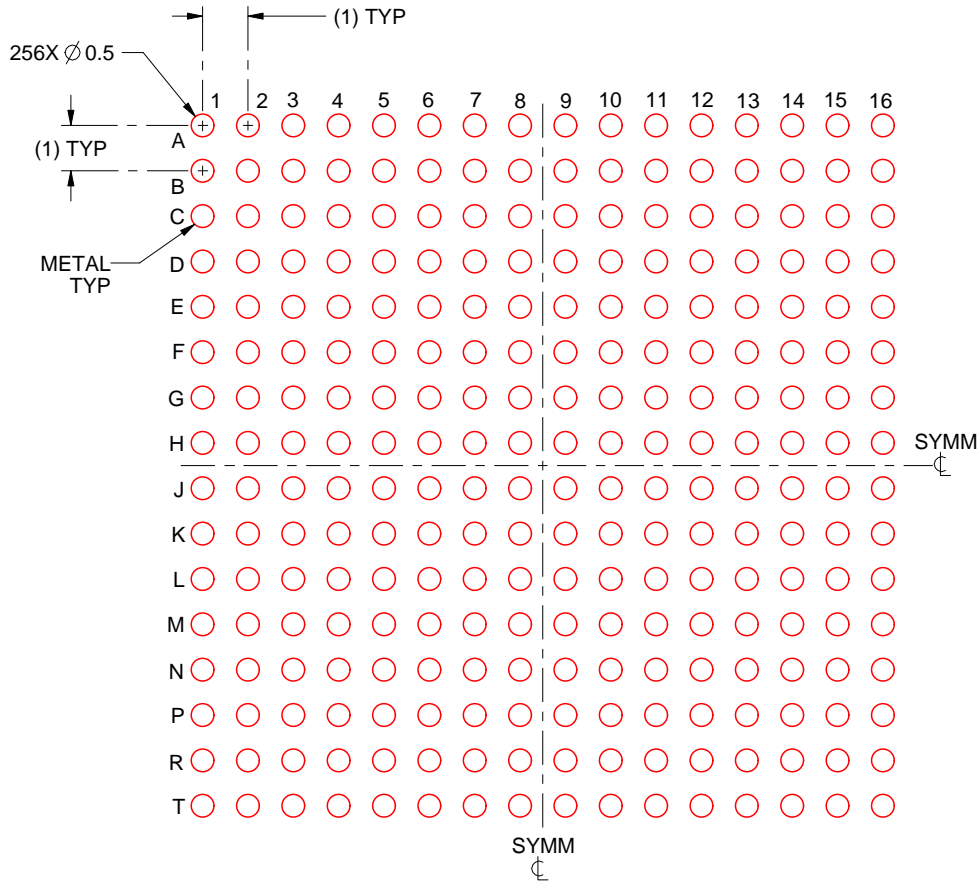 (1) TYP
256X ∅ 0.5
1 2 3 4 5 6 7 8 9 10 11 12 13 14 15 16
A
(1) TYP
B
C
METAL
TYP
D
E
F
G
H
SYMM
℄
J
K
L
M
N
P
R
T
SYMM
℄